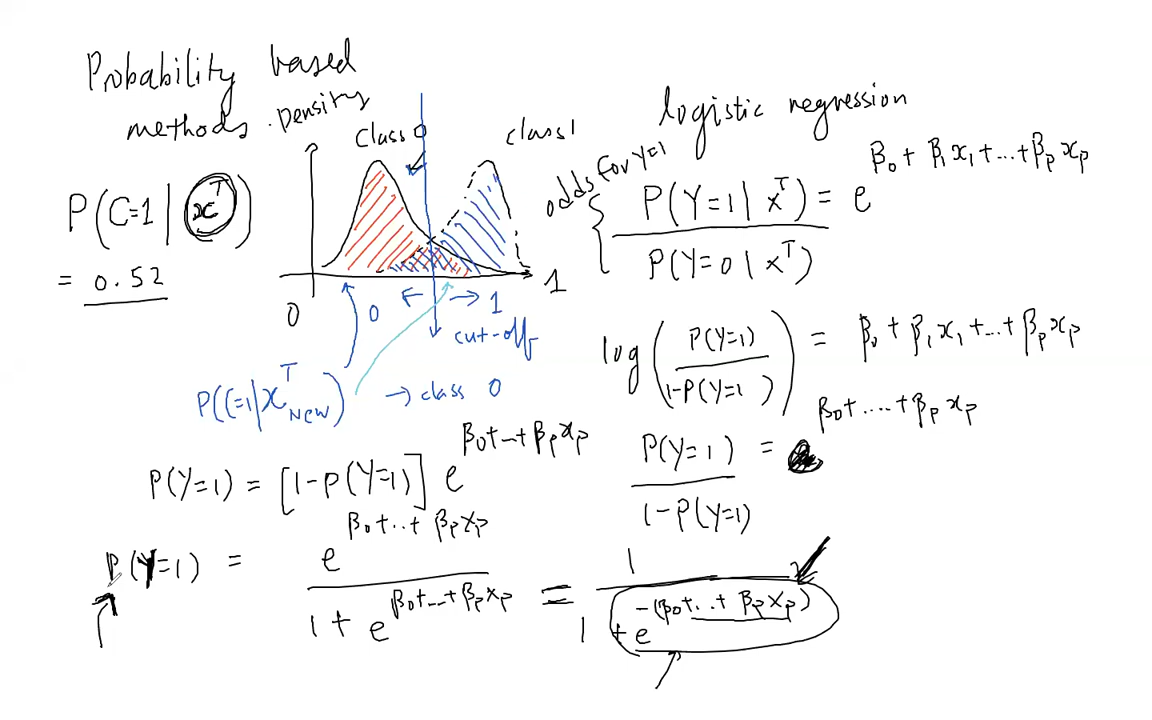 Probability based
methods.
Density
class 0
class 1
P(C=1 | x^T)
= 0.52
0
1
0
1
cut-off
P(C=1 | x^T_New) → class 0
logistic regression
odds for Y=1
P(Y=1 | x^T) / P(Y=0 | x^T) = e^{β₀ + β₁x₁ + ... + βₚxₚ}
log( P(Y=1) / 1-P(Y=1) ) = β₀ + β₁x₁ + ... + βₚxₚ
P(Y=1) / 1-P(Y=1) = e^{β₀ + .... + βₚxₚ}
P(Y=1) = [1-P(Y=1)] e^{β₀ + ... + βₚxₚ}
P(Y=1) = e^{β₀ + .. + βₚxₚ} / 1 + e^{β₀ + ... + βₚxₚ} = 1 / 1 + e^{-(β₀ + .. + βₚxₚ)}